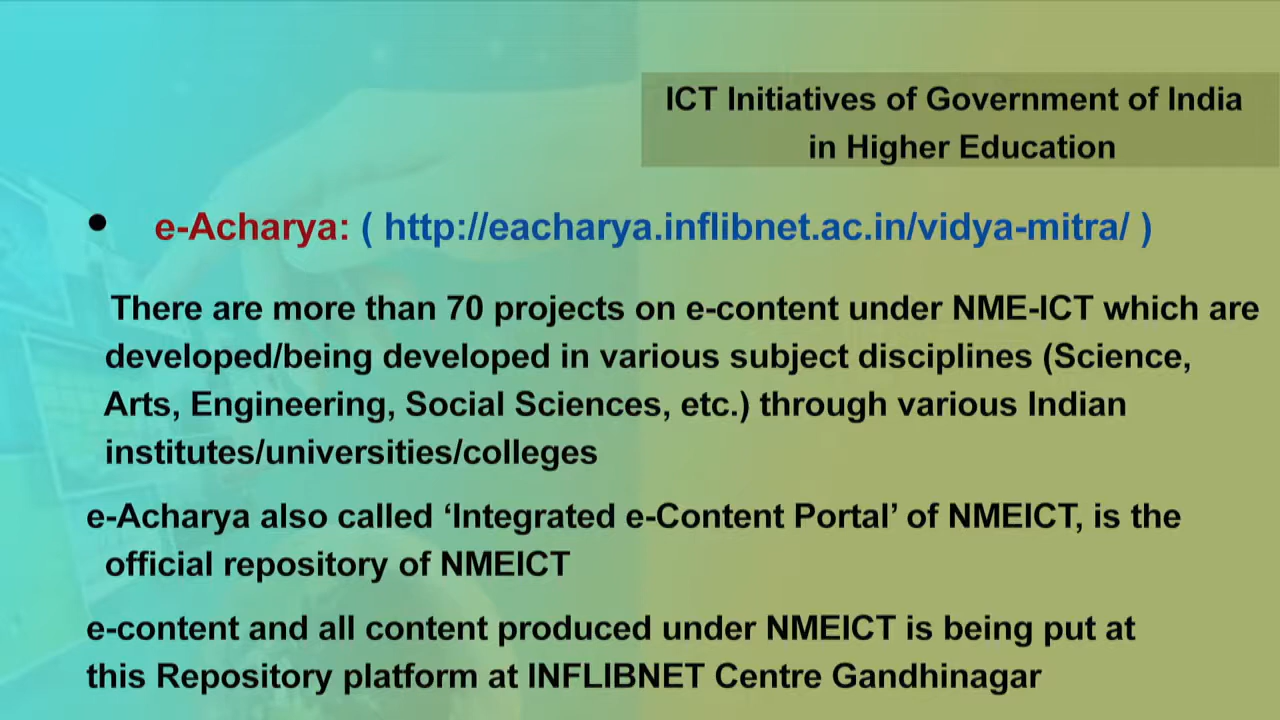 ICT Initiatives of Government of India
in Higher Education
• e-Acharya: ( http://eacharya.inflibnet.ac.in/vidya-mitra/ )
There are more than 70 projects on e-content under NME-ICT which are
developed/being developed in various subject disciplines (Science,
Arts, Engineering, Social Sciences, etc.) through various Indian
institutes/universities/colleges
e-Acharya also called ‘Integrated e-Content Portal’ of NMEICT, is the
official repository of NMEICT
e-content and all content produced under NMEICT is being put at
this Repository platform at INFLIBNET Centre Gandhinagar